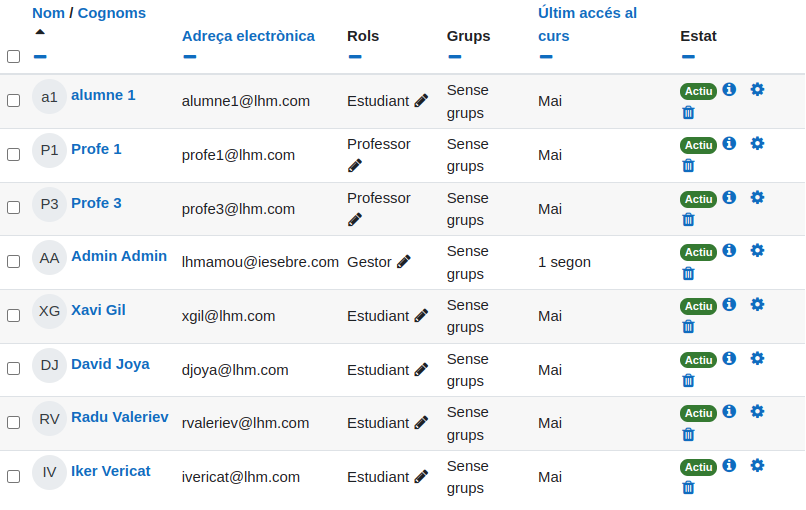 Nom / Cognoms Adreça electrònica Rols Grups Últim accés al curs Estat
a1 alumne 1 alumne1@lhm.com Estudiant Sense grups Mai Actiu
P1 Profe 1 profe1@lhm.com Professor Sense grups Mai Actiu
P3 Profe 3 profe3@lhm.com Professor Sense grups Mai Actiu
AA Admin Admin lhmamou@iesebre.com Gestor Sense grups 1 segon Actiu
XG Xavi Gil xgil@lhm.com Estudiant Sense grups Mai Actiu
DJ David Joya djoya@lhm.com Estudiant Sense grups Mai Actiu
RV Radu Valeriev rvaleriev@lhm.com Estudiant Sense grups Mai Actiu
IV Iker Vericat ivericat@lhm.com Estudiant Sense grups Mai Actiu